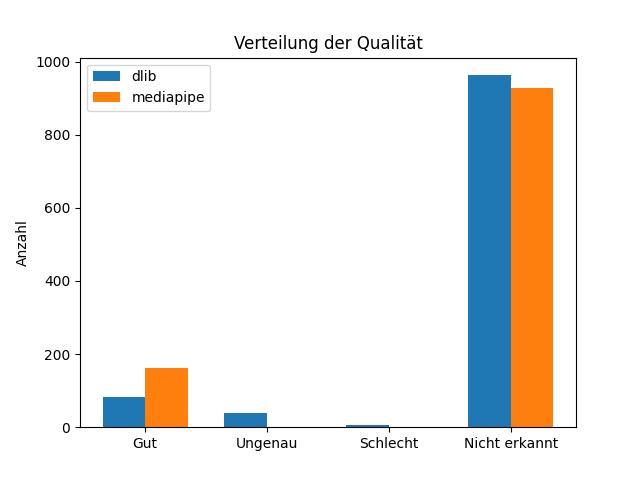 Verteilung der Qualität
dlib
mediapipe
Anzahl
1000
800
600
400
200
0
Gut
Ungenau
Schlecht
Nicht erkannt